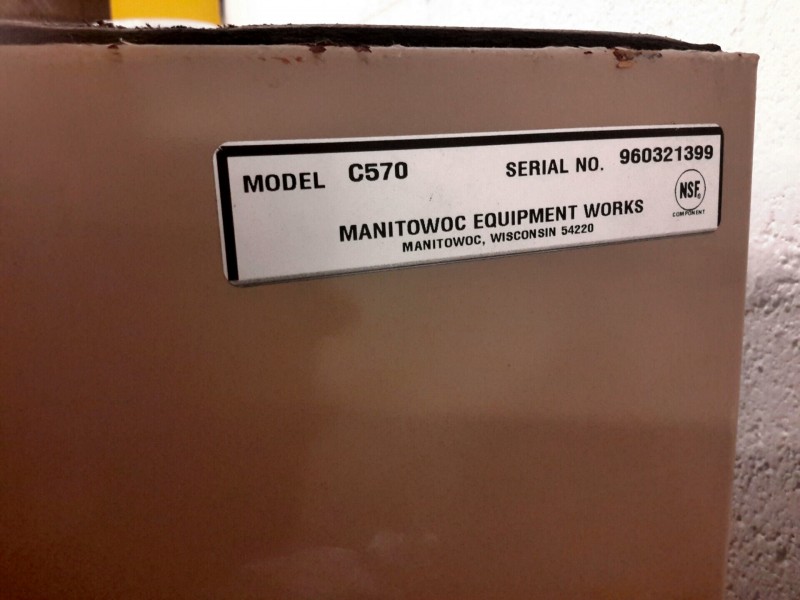 MODEL C570 SERIAL NO. 960321399
NSF®
COMPONENT
MANITOWOC EQUIPMENT WORKS
MANITOWOC, WISCONSIN 54220